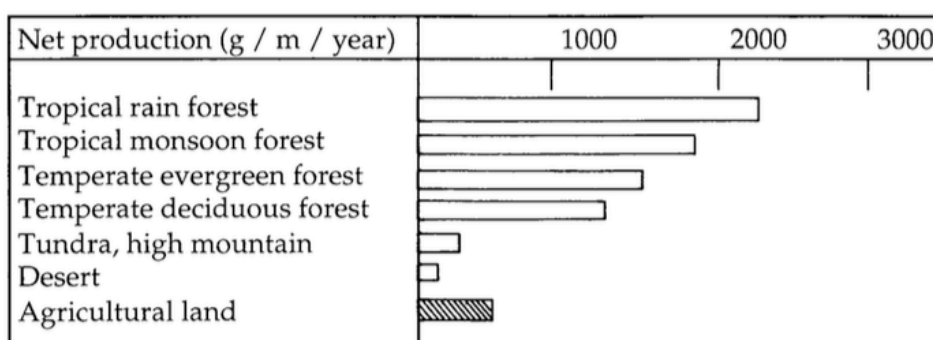 Net production (g / m / year) 1000 2000 3000
Tropical rain forest
Tropical monsoon forest
Temperate evergreen forest
Temperate deciduous forest
Tundra, high mountain
Desert
Agricultural land